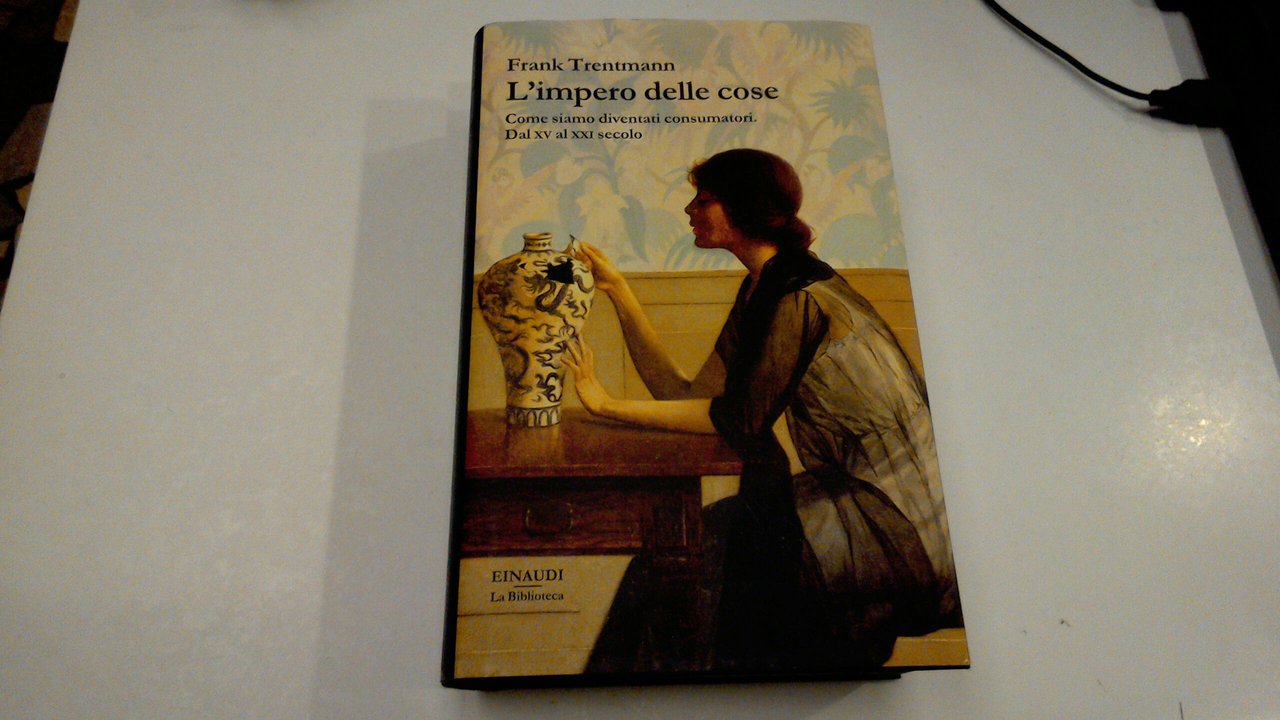 Frank Trentmann
L'impero delle cose
Come siamo diventati consumatori.
Dal XV al XXI secolo
EINAUDI
La Biblioteca